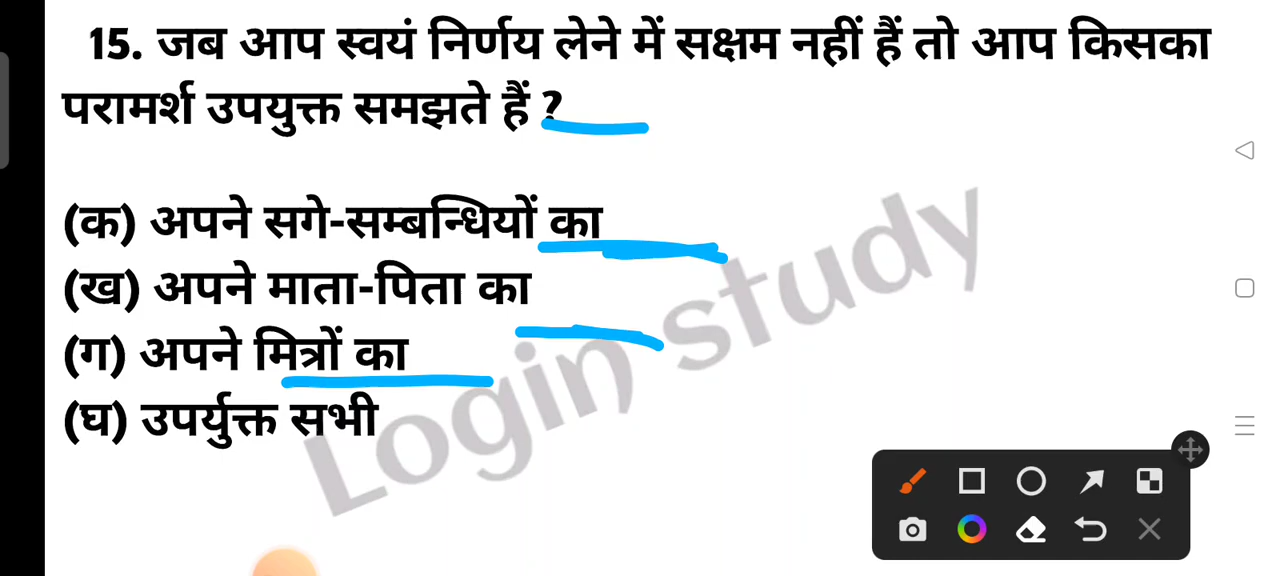 15. जब आप स्वयं निर्णय लेने में सक्षम नहीं हैं तो आप किसका
परामर्श उपयुक्त समझते हैं ?
(क) अपने सगे-सम्बन्धियों का
(ख) अपने माता-पिता का
(ग) अपने मित्रों का
(घ) उपर्युक्त सभी
Login study